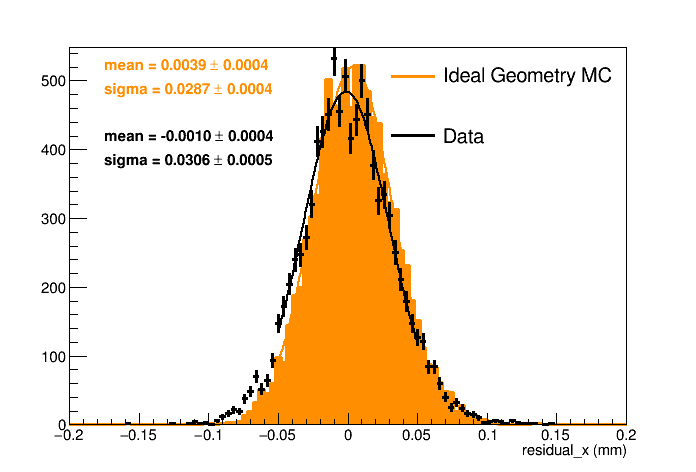 mean = 0.0039 ± 0.0004
sigma = 0.0287 ± 0.0004
mean = -0.0010 ± 0.0004
sigma = 0.0306 ± 0.0005
Ideal Geometry MC
Data
500
400
300
200
100
0
−0.2 −0.15 −0.1 −0.05 0 0.05 0.1 0.15 0.2
residual_x (mm)